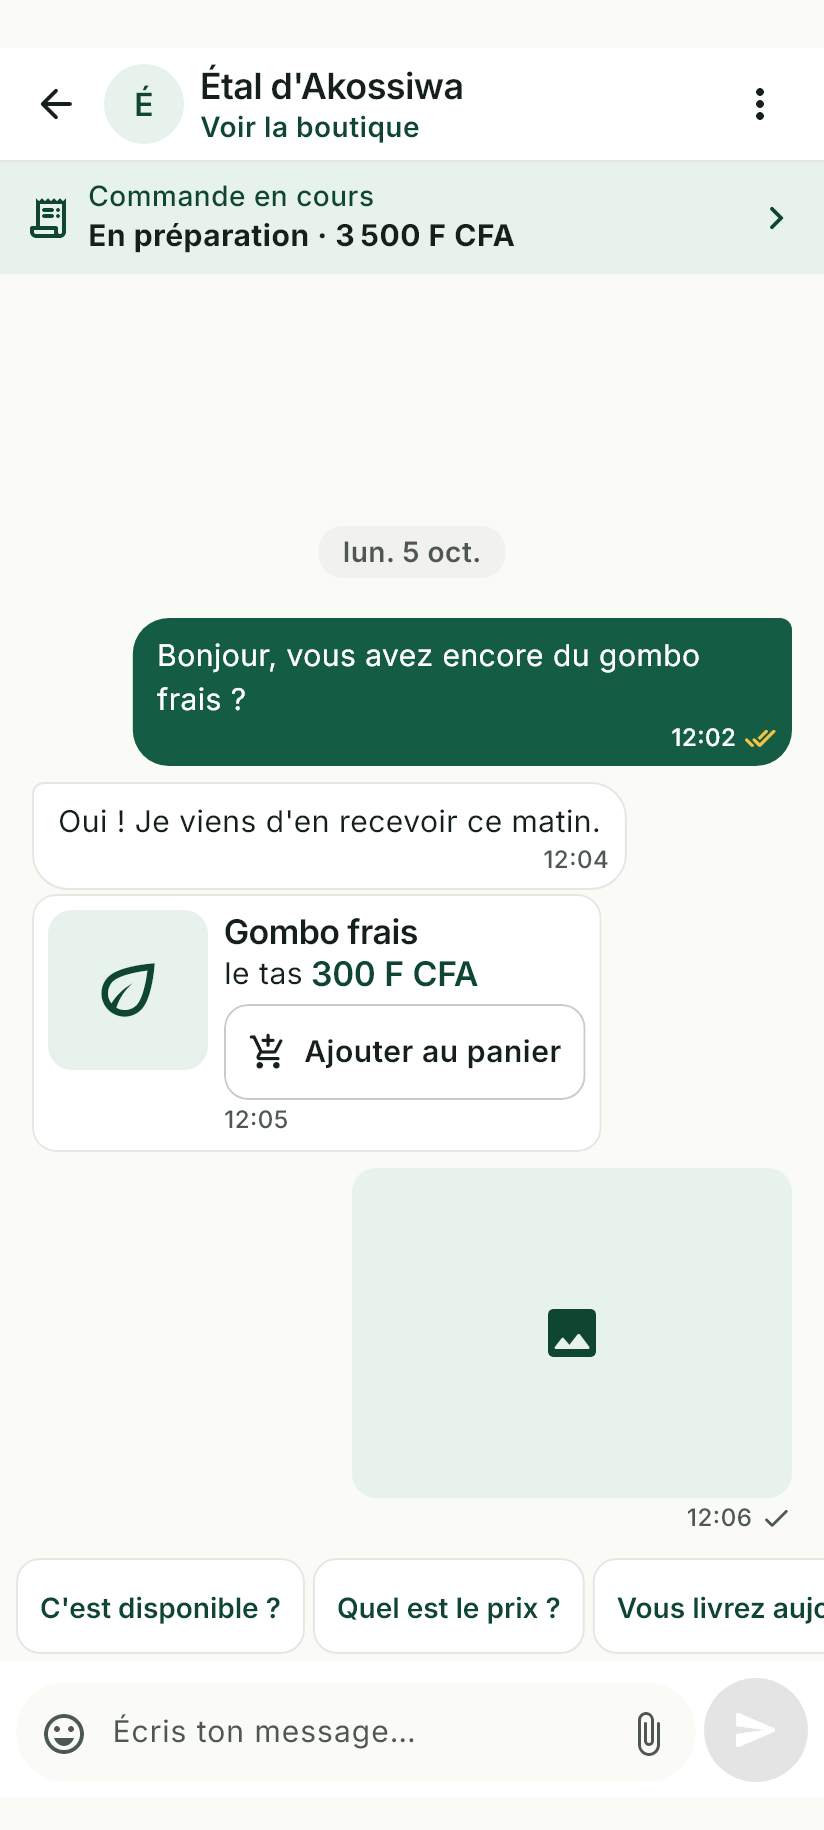 É
Étal d'Akossiwa
Voir la boutique
Commande en cours
En préparation · 3 500 F CFA
lun. 5 oct.
Bonjour, vous avez encore du gombo
frais ?
12:02
Oui ! Je viens d'en recevoir ce matin.
12:04
Gombo frais
le tas 300 F CFA
Ajouter au panier
12:05
12:06
C'est disponible ?
Quel est le prix ?
Vous livrez
Écris ton message...